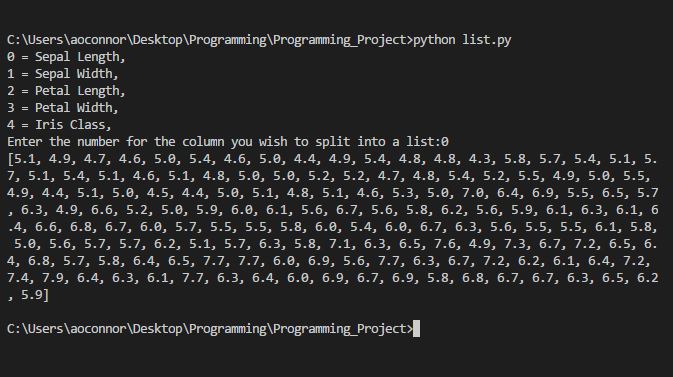 C:\Users\aoconnor\Desktop\Programming\Programming_Project>python list.py
0 = Sepal Length,
1 = Sepal Width,
2 = Petal Length,
3 = Petal Width,
4 = Iris Class,
Enter the number for the column you wish to split into a list:0
[5.1, 4.9, 4.7, 4.6, 5.0, 5.4, 4.6, 5.0, 4.4, 4.9, 5.4, 4.8, 4.8, 4.3, 5.8, 5.7, 5.4, 5.1, 5.
7, 5.1, 5.4, 5.1, 4.6, 5.1, 4.8, 5.0, 5.0, 5.2, 5.2, 4.7, 4.8, 5.4, 5.2, 5.5, 4.9, 5.0, 5.5,
4.9, 4.4, 5.1, 5.0, 4.5, 4.4, 5.0, 5.1, 4.8, 5.1, 4.6, 5.3, 5.0, 7.0, 6.4, 6.9, 5.5, 6.5, 5.7
, 6.3, 4.9, 6.6, 5.2, 5.0, 5.9, 6.0, 6.1, 5.6, 6.7, 5.6, 5.8, 6.2, 5.6, 5.9, 6.1, 6.3, 6.1, 6
.4, 6.6, 6.8, 6.7, 6.0, 5.7, 5.5, 5.5, 5.8, 6.0, 5.4, 6.0, 6.7, 6.3, 5.6, 5.5, 5.5, 6.1, 5.8,
5.0, 5.6, 5.7, 5.7, 6.2, 5.1, 5.7, 6.3, 5.8, 7.1, 6.3, 6.5, 7.6, 4.9, 7.3, 6.7, 7.2, 6.5, 6.
4, 6.8, 5.7, 5.8, 6.4, 6.5, 7.7, 7.7, 6.0, 6.9, 5.6, 7.7, 6.3, 6.7, 7.2, 6.2, 6.1, 6.4, 7.2,
7.4, 7.9, 6.4, 6.3, 6.1, 7.7, 6.3, 6.4, 6.0, 6.9, 6.7, 6.9, 5.8, 6.8, 6.7, 6.7, 6.3, 6.5, 6.2
, 5.9]
C:\Users\aoconnor\Desktop\Programming\Programming_Project>